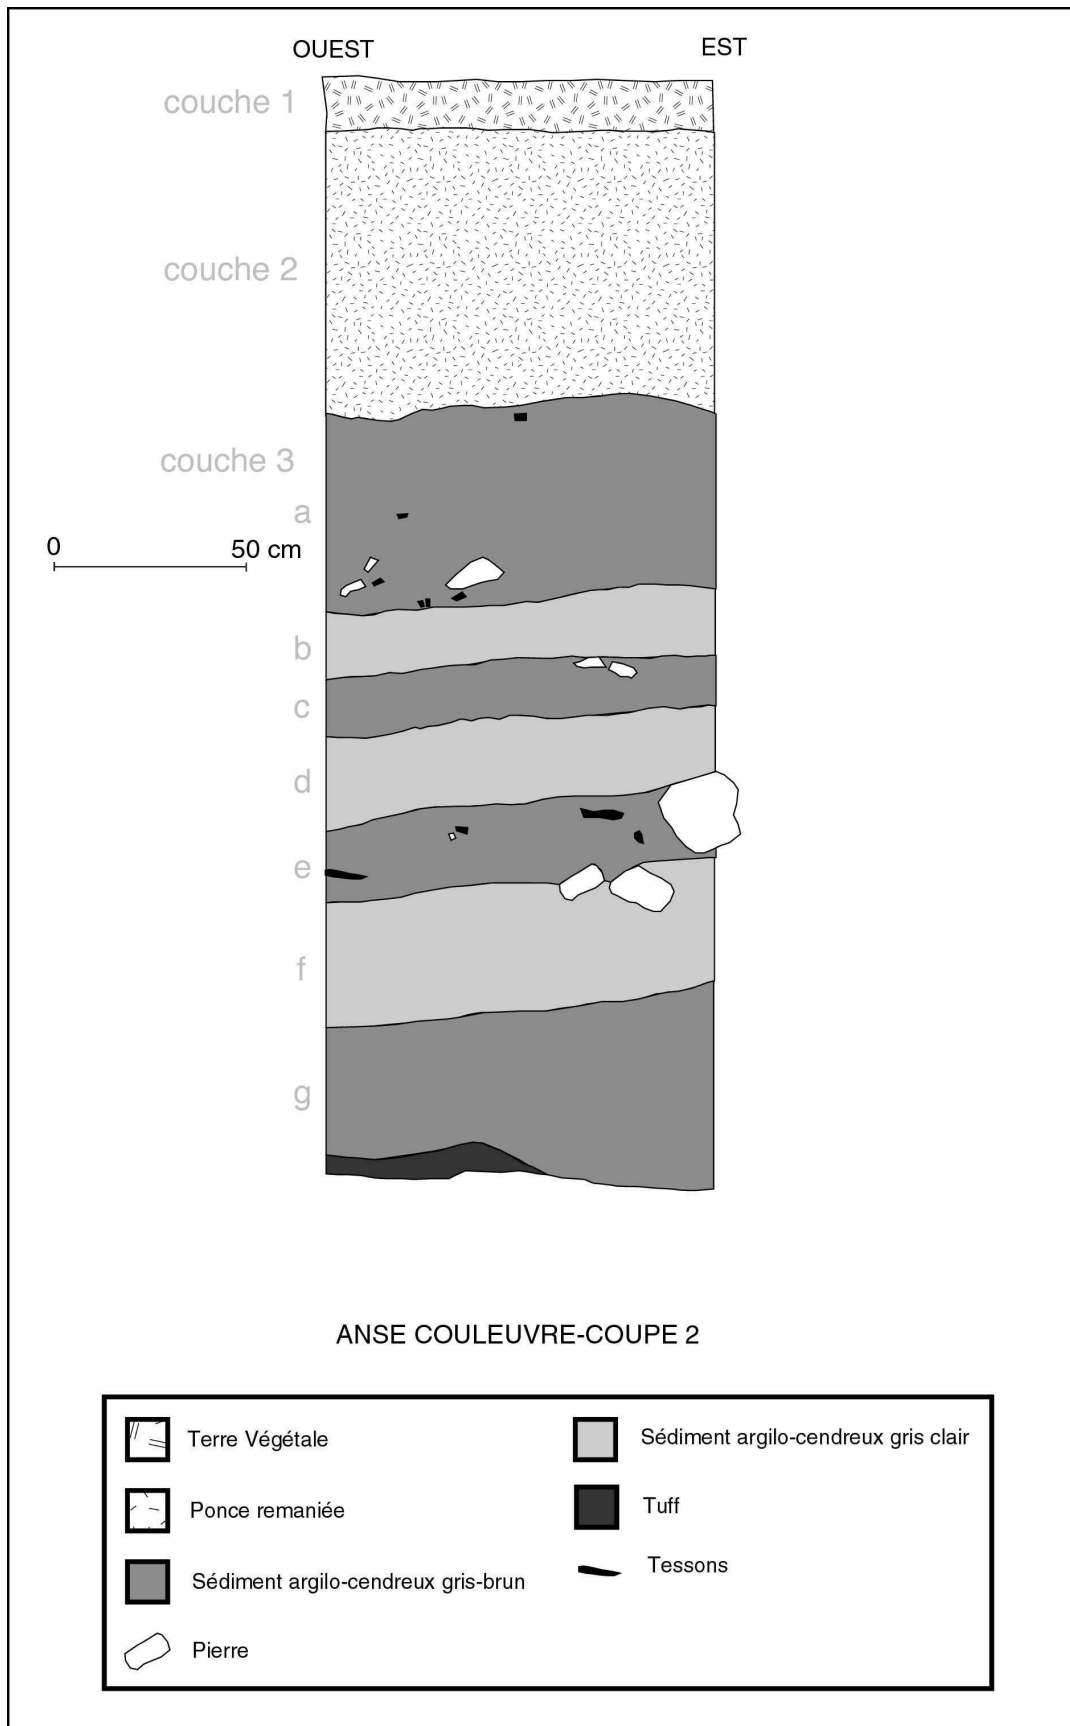 OUEST EST
couche 1
couche 2
couche 3
a
0 50 cm
b
c
d
e
f
g
ANSE COULEUVRE-COUPE 2
Terre Végétale
Ponce remaniée
Sédiment argilo-cendreux gris-brun
Pierre
Sédiment argilo-cendreux gris clair
Tuff
Tessons